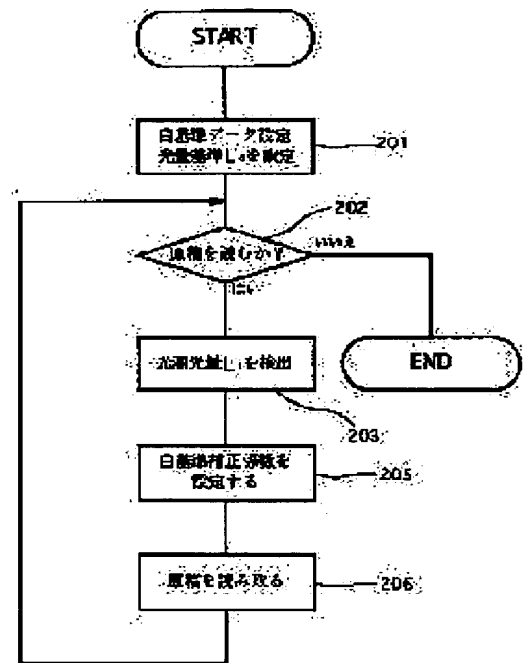 START
白基準データ設定
光量基準L₀を設定
201
202
原稿を読むか?
いいえ
はい
光源光量L₁を検出
END
203
白基準補正係数を
設定する
205
原稿を読み取る
206